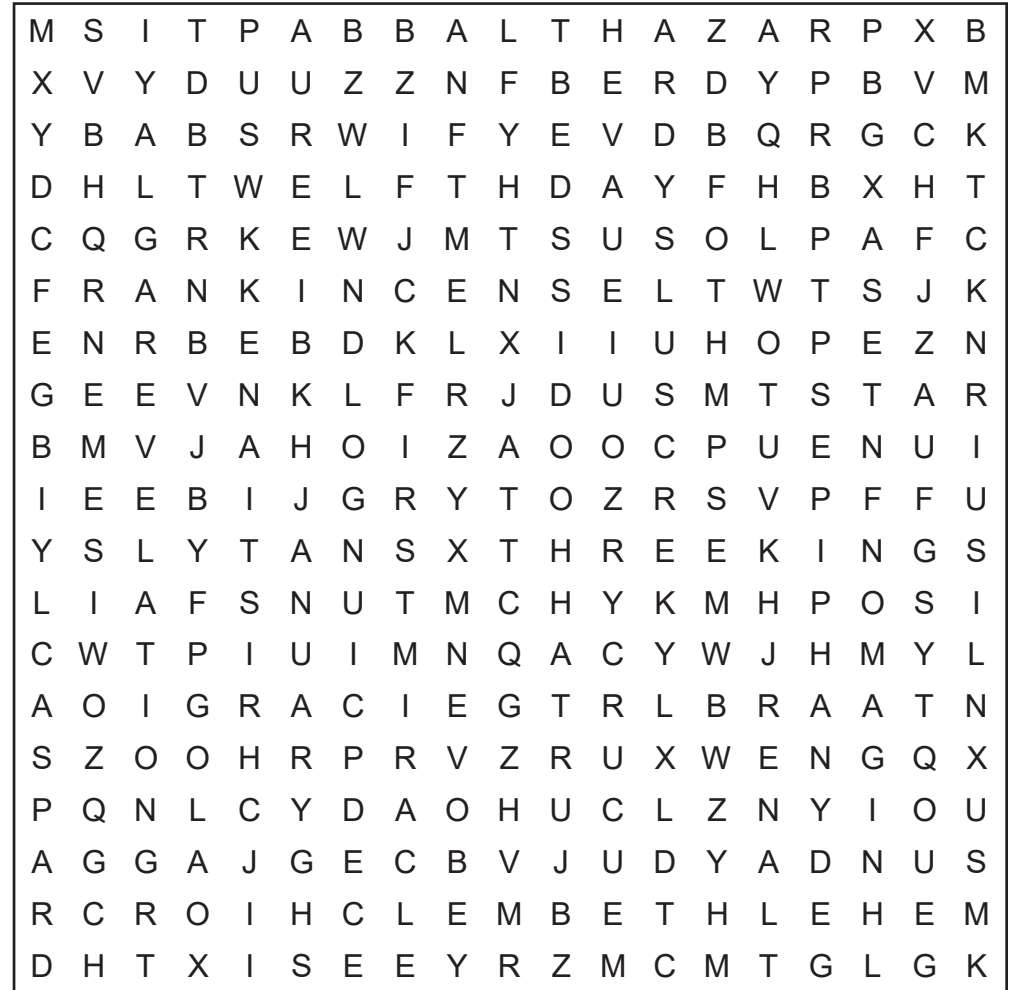 M S I T P A B B A L T H A Z A R P X B
X V Y D U U Z Z N F B E R D Y P B V M
Y B A B S R W I F Y E V D B Q R G C K
D H L T W E L F T H D A Y F H B X H T
C Q G R K E W J M T S U S O L P A F C
F R A N K I N C E N S E L T W T S J K
E N R B E B D K L X I I U H O P E Z N
G E E V N K L F R J D U S M T S T A R
B M V J A H O I Z A O O C P U E N U I
I E E B I J G R Y T O Z R S V P F F U
Y S L Y T A N S X T H R E E K I N G S
L I A F S N U T M C H Y K M H P O S I
C W T P I U I M N Q A C Y W J H M Y L
A O I G R A C I E G T R L B R A A T N
S Z O O H R P R V Z R U X W E N G Q X
P Q N L C Y D A O H U C L Z N Y I O U
A G G A J G E C B V J U D Y A D N U S
R C R O I H C L E M B E T H L E H E M
D H T X I S E E Y R Z M C M T G L G K